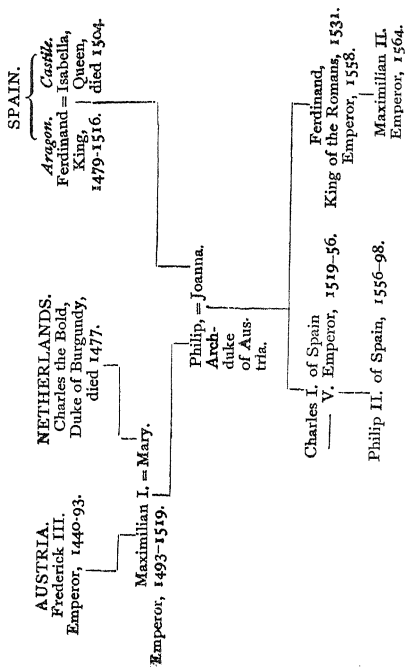 AUSTRIA.
Frederick III.
Emperor, 1440-93.
NETHERLANDS.
Charles the Bold,
Duke of Burgundy,
died 1477.
SPAIN.
Aragon. Castile.
Ferdinand = Isabella,
King, Queen,
1479-1516. died 1504.
Maximilian I. = Mary.
Emperor, 1493-1519.
Philip, = Joanna.
Arch-
duke
of Aus-
tria.
Charles I. of Spain
—— V. Emperor, 1519-56.
Ferdinand,
King of the Romans, 1531.
Emperor, 1558.
Philip II. of Spain, 1556-98.
Maximilian II.
Emperor, 1564.